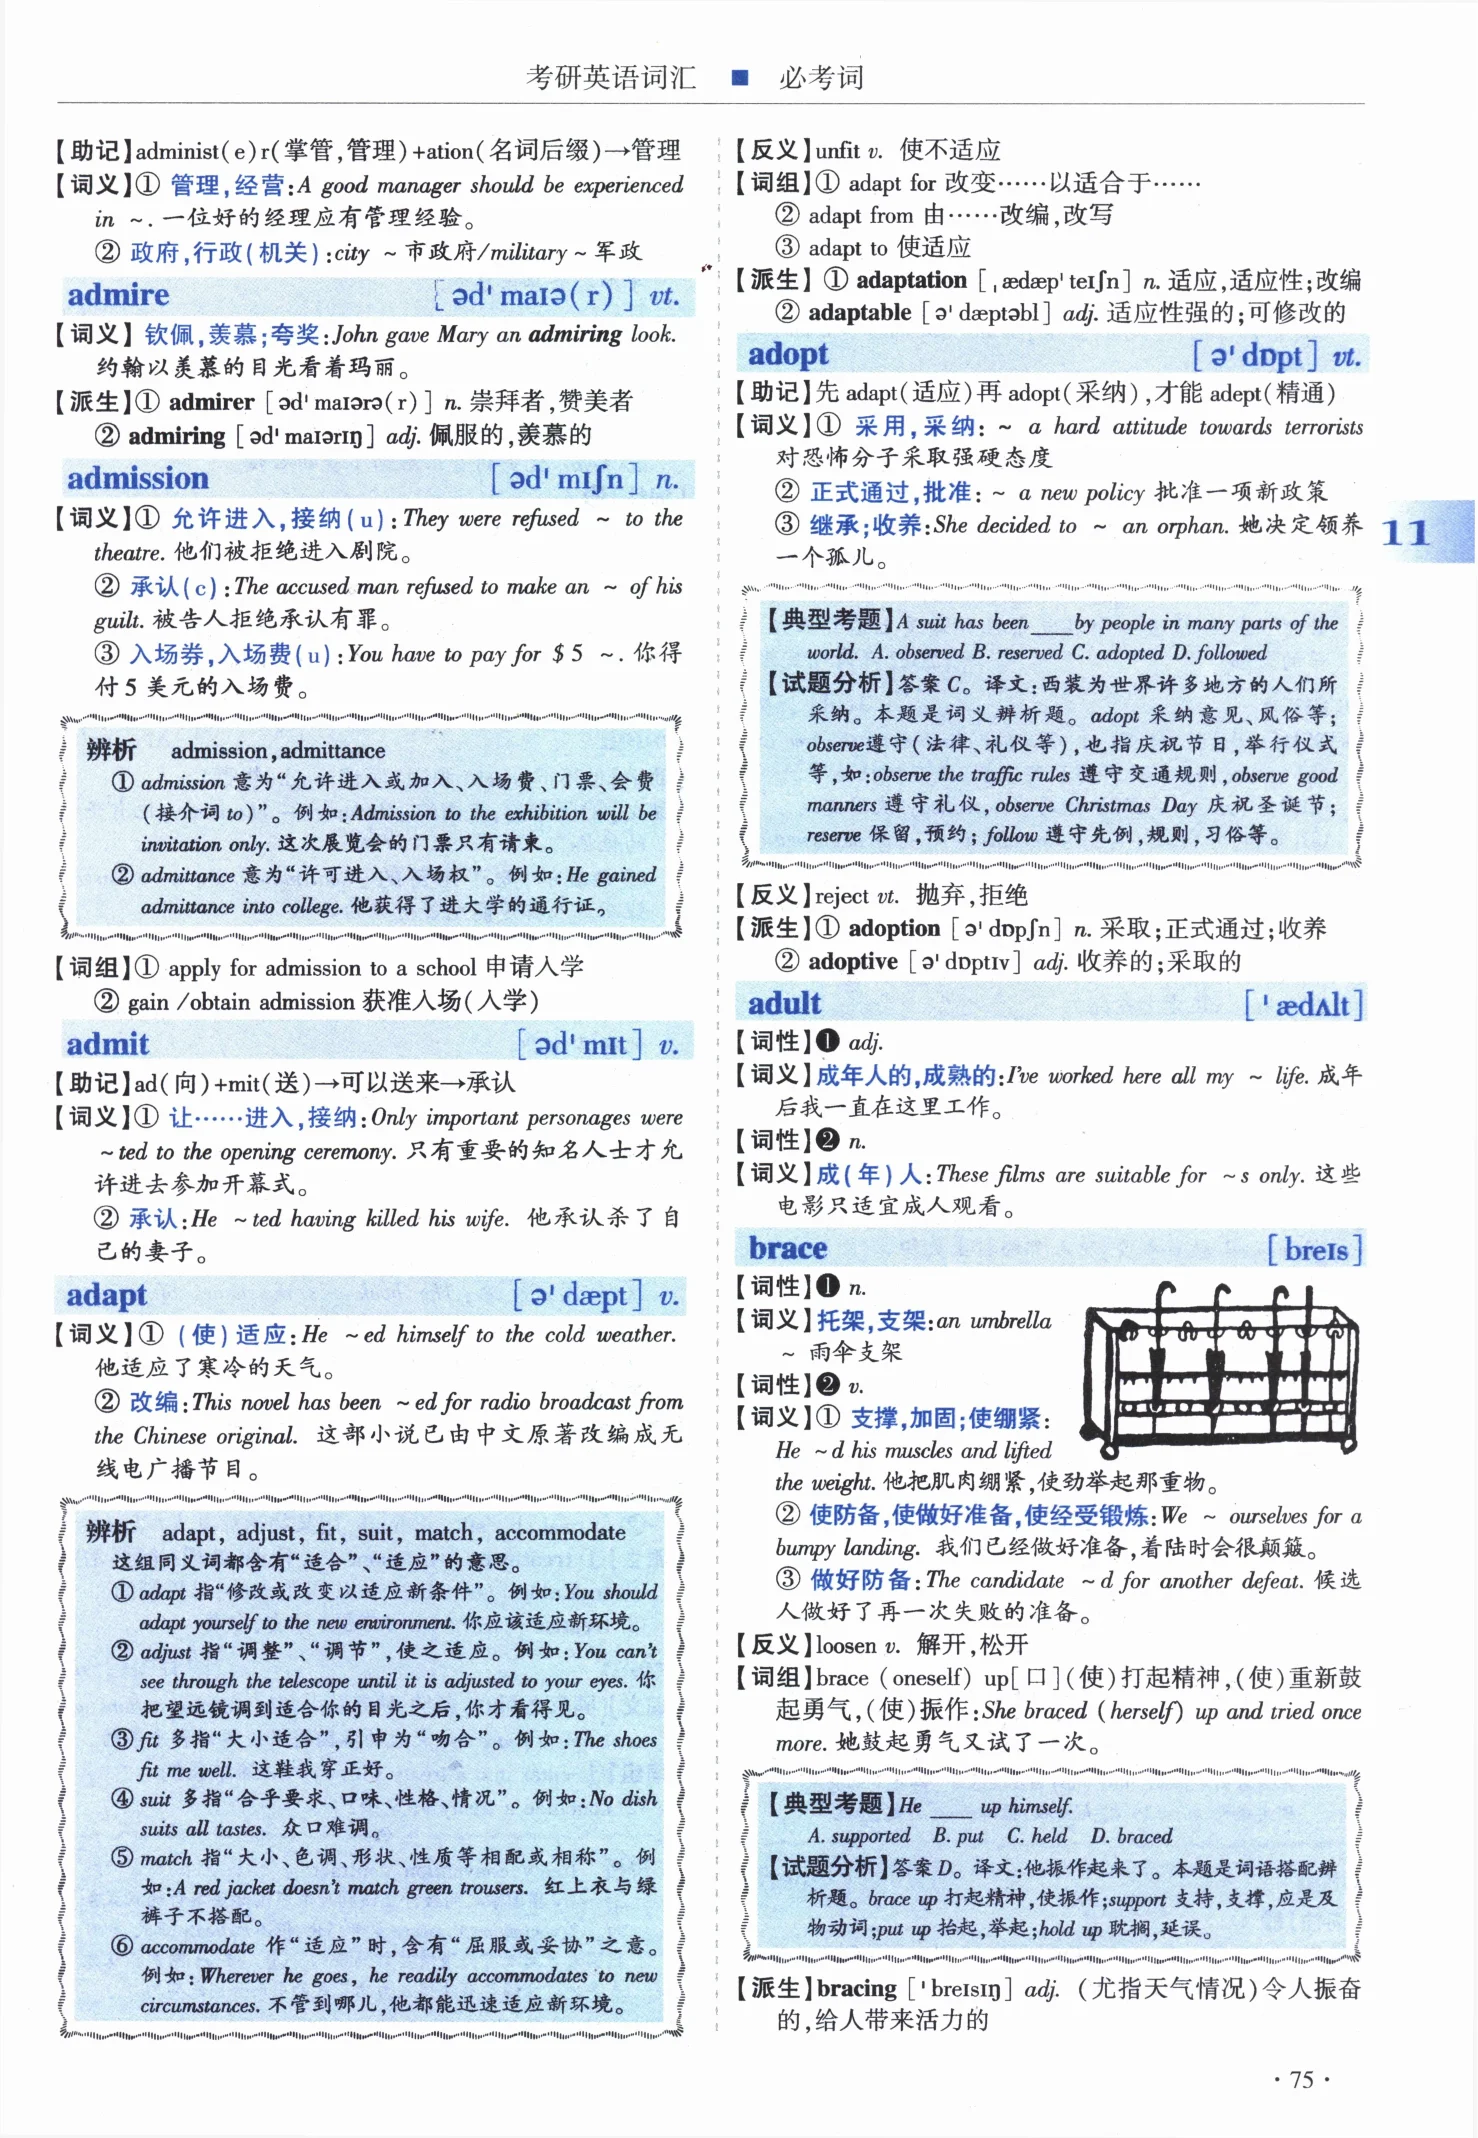 考研英语词汇 ■ 必考词
【助记】administ(e)r(掌管,管理)+ation(名词后缀)→管理
【词义】① 管理,经营:A good manager should be experienced
in ~. 一位好的经理应有管理经验。
② 政府,行政(机关):city ~ 市政府/military ~ 军政
admire [ədˈmaɪə(r)] vt.
【词义】钦佩,羡慕;夸奖:John gave Mary an admiring look.
约翰以羡慕的目光看着玛丽。
【派生】① admirer [ədˈmaɪərə(r)] n. 崇拜者,赞美者
② admiring [ədˈmaɪərɪŋ] adj. 佩服的,羡慕的
admission [ədˈmɪʃn] n.
【词义】① 允许进入,接纳(u):They were refused ~ to the
theatre. 他们被拒绝进入剧院。
② 承认(c):The accused man refused to make an ~ of his
guilt. 被告人拒绝承认有罪。
③ 入场券,入场费(u):You have to pay for $5 ~. 你得
付5美元的入场费。
辨析 admission,admittance
① admission 意为“允许进入或加入、入场费、门票、会费
(接介词to)”。例如:Admission to the exhibition will be
invitation only. 这次展览会的门票只有请柬。
② admittance 意为“许可进入、入场权”。例如:He gained
admittance into college. 他获得了进大学的通行证。
【词组】① apply for admission to a school 申请入学
② gain /obtain admission 获准入场(入学)
admit [ədˈmɪt] v.
【助记】ad(向)+mit(送)→可以送来→承认
【词义】① 让……进入,接纳:Only important personages were
~ted to the opening ceremony. 只有重要的知名人士才允
许进去参加开幕式。
② 承认:He ~ted having killed his wife. 他承认杀了自
己的妻子。
adapt [əˈdæpt] v.
【词义】① (使)适应:He ~ed himself to the cold weather.
他适应了寒冷的天气。
② 改编:This novel has been ~ed for radio broadcast from
the Chinese original. 这部小说已由中文原著改编成无
线电广播节目。
辨析 adapt, adjust, fit, suit, match, accommodate
这组同义词都含有“适合”、“适应”的意思。
① adapt 指“修改或改变以适应新条件”。例如:You should
adapt yourself to the new environment. 你应该适应新环境。
② adjust 指“调整”、“调节”,使之适应。例如:You can't
see through the telescope until it is adjusted to your eyes. 你
把望远镜调到适合你的目光之后,你才看得见。
③ fit 多指“大小适合”,引申为“吻合”。例如:The shoes
fit me well. 这鞋我穿正好。
④ suit 多指“合乎要求、口味、性格、情况”。例如:No dish
suits all tastes. 众口难调。
⑤ match 指“大小、色调、形状、性质等相配或相称”。例
如:A red jacket doesn't match green trousers. 红上衣与绿
裤子不搭配。
⑥ accommodate 作“适应”时,含有“屈服或妥协”之意。
例如:Wherever he goes, he readily accommodates to new
circumstances. 不管到哪儿,他都能迅速适应新环境。
【反义】unfit v. 使不适应
【词组】① adapt for 改变……以适合于……
② adapt from 由……改编,改写
③ adapt to 使适应
【派生】① adaptation [ˌædæpˈteɪʃn] n. 适应,适应性;改编
② adaptable [əˈdæptəbl] adj. 适应性强的;可修改的
adopt [əˈdɒpt] vt.
【助记】先 adapt(适应)再 adopt(采纳),才能 adept(精通)
【词义】① 采用,采纳: ~ a hard attitude towards terrorists
对恐怖分子采取强硬态度
② 正式通过,批准: ~ a new policy 批准一项新政策
③ 继承;收养:She decided to ~ an orphan. 她决定领养
一个孤儿。
11
【典型考题】A suit has been____by people in many parts of the
world. A. observed B. reserved C. adopted D. followed
【试题分析】答案C。译文:西装为世界许多地方的人们所
采纳。本题是词义辨析题。adopt 采纳意见、风俗等;
observe遵守(法律、礼仪等),也指庆祝节日,举行仪式
等,如:observe the traffic rules 遵守交通规则,observe good
manners 遵守礼仪,observe Christmas Day 庆祝圣诞节;
reserve 保留,预约; follow 遵守先例,规则,习俗等。
【反义】reject vt. 抛弃,拒绝
【派生】① adoption [əˈdɒpʃn] n. 采取;正式通过;收养
② adoptive [əˈdɒptɪv] adj. 收养的;采取的
adult [ˈædʌlt]
【词性】❶ adj.
【词义】成年人的,成熟的:I've worked here all my ~ life. 成年
后我一直在这里工作。
【词性】❷ n.
【词义】成(年)人:These films are suitable for ~s only. 这些
电影只适宜成人观看。
brace [breɪs]
【词性】❶ n.
【词义】托架,支架:an umbrella
~ 雨伞支架
【词性】❷ v.
【词义】① 支撑,加固;使绷紧:
He ~d his muscles and lifted
the weight. 他把肌肉绷紧,使劲举起那重物。
② 使防备,使做好准备,使经受锻炼:We ~ ourselves for a
bumpy landing. 我们已经做好准备,着陆时会很颠簸。
③ 做好防备:The candidate ~d for another defeat. 候选
人做好了再一次失败的准备。
【反义】loosen v. 解开,松开
【词组】brace (oneself) up[口](使)打起精神,(使)重新鼓
起勇气,(使)振作:She braced (herself) up and tried once
more. 她鼓起勇气又试了一次。
【典型考题】He ____ up himself.
A. supported B. put C. held D. braced
【试题分析】答案D。译文:他振作起来了。本题是词语搭配辨
析题。brace up 打起精神,使振作;support 支持,支撑,应是及
物动词;put up 抬起,举起;hold up 耽搁,延误。
【派生】bracing [ˈbreɪsɪŋ] adj. (尤指天气情况)令人振奋
的,给人带来活力的
·75·